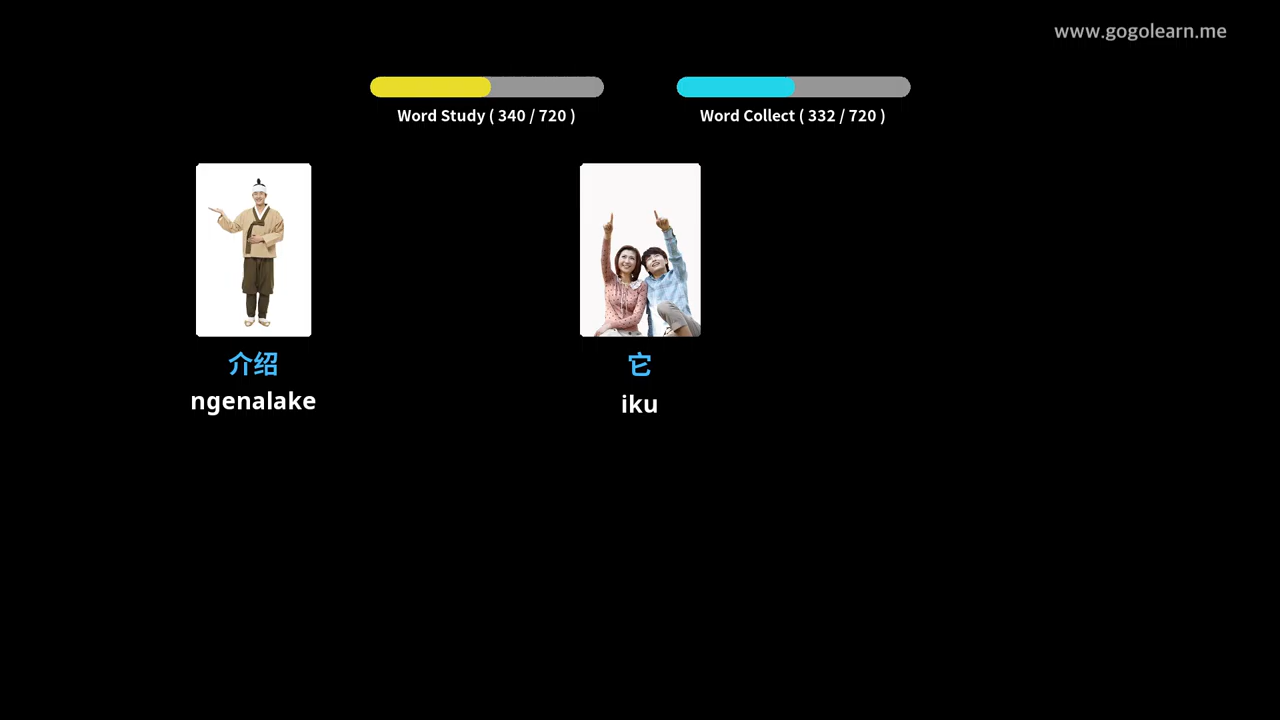 www.gogolearn.me
Word Study ( 340 / 720 )
Word Collect ( 332 / 720 )
介绍
ngenalake
它
iku